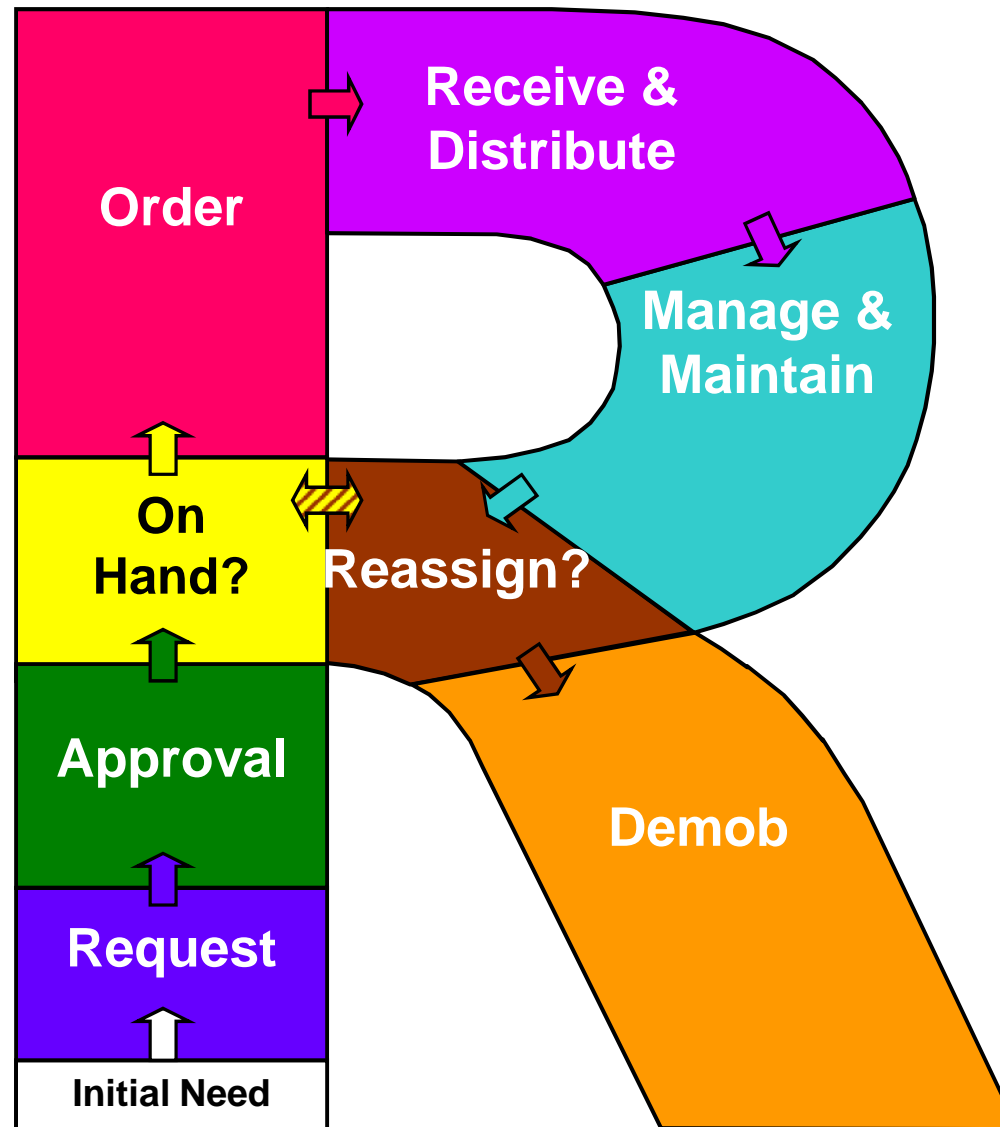 Receive &
Distribute
Order
Manage &
Maintain
On
Hand?
Reassign?
Approval
Demob
Request
Initial Need